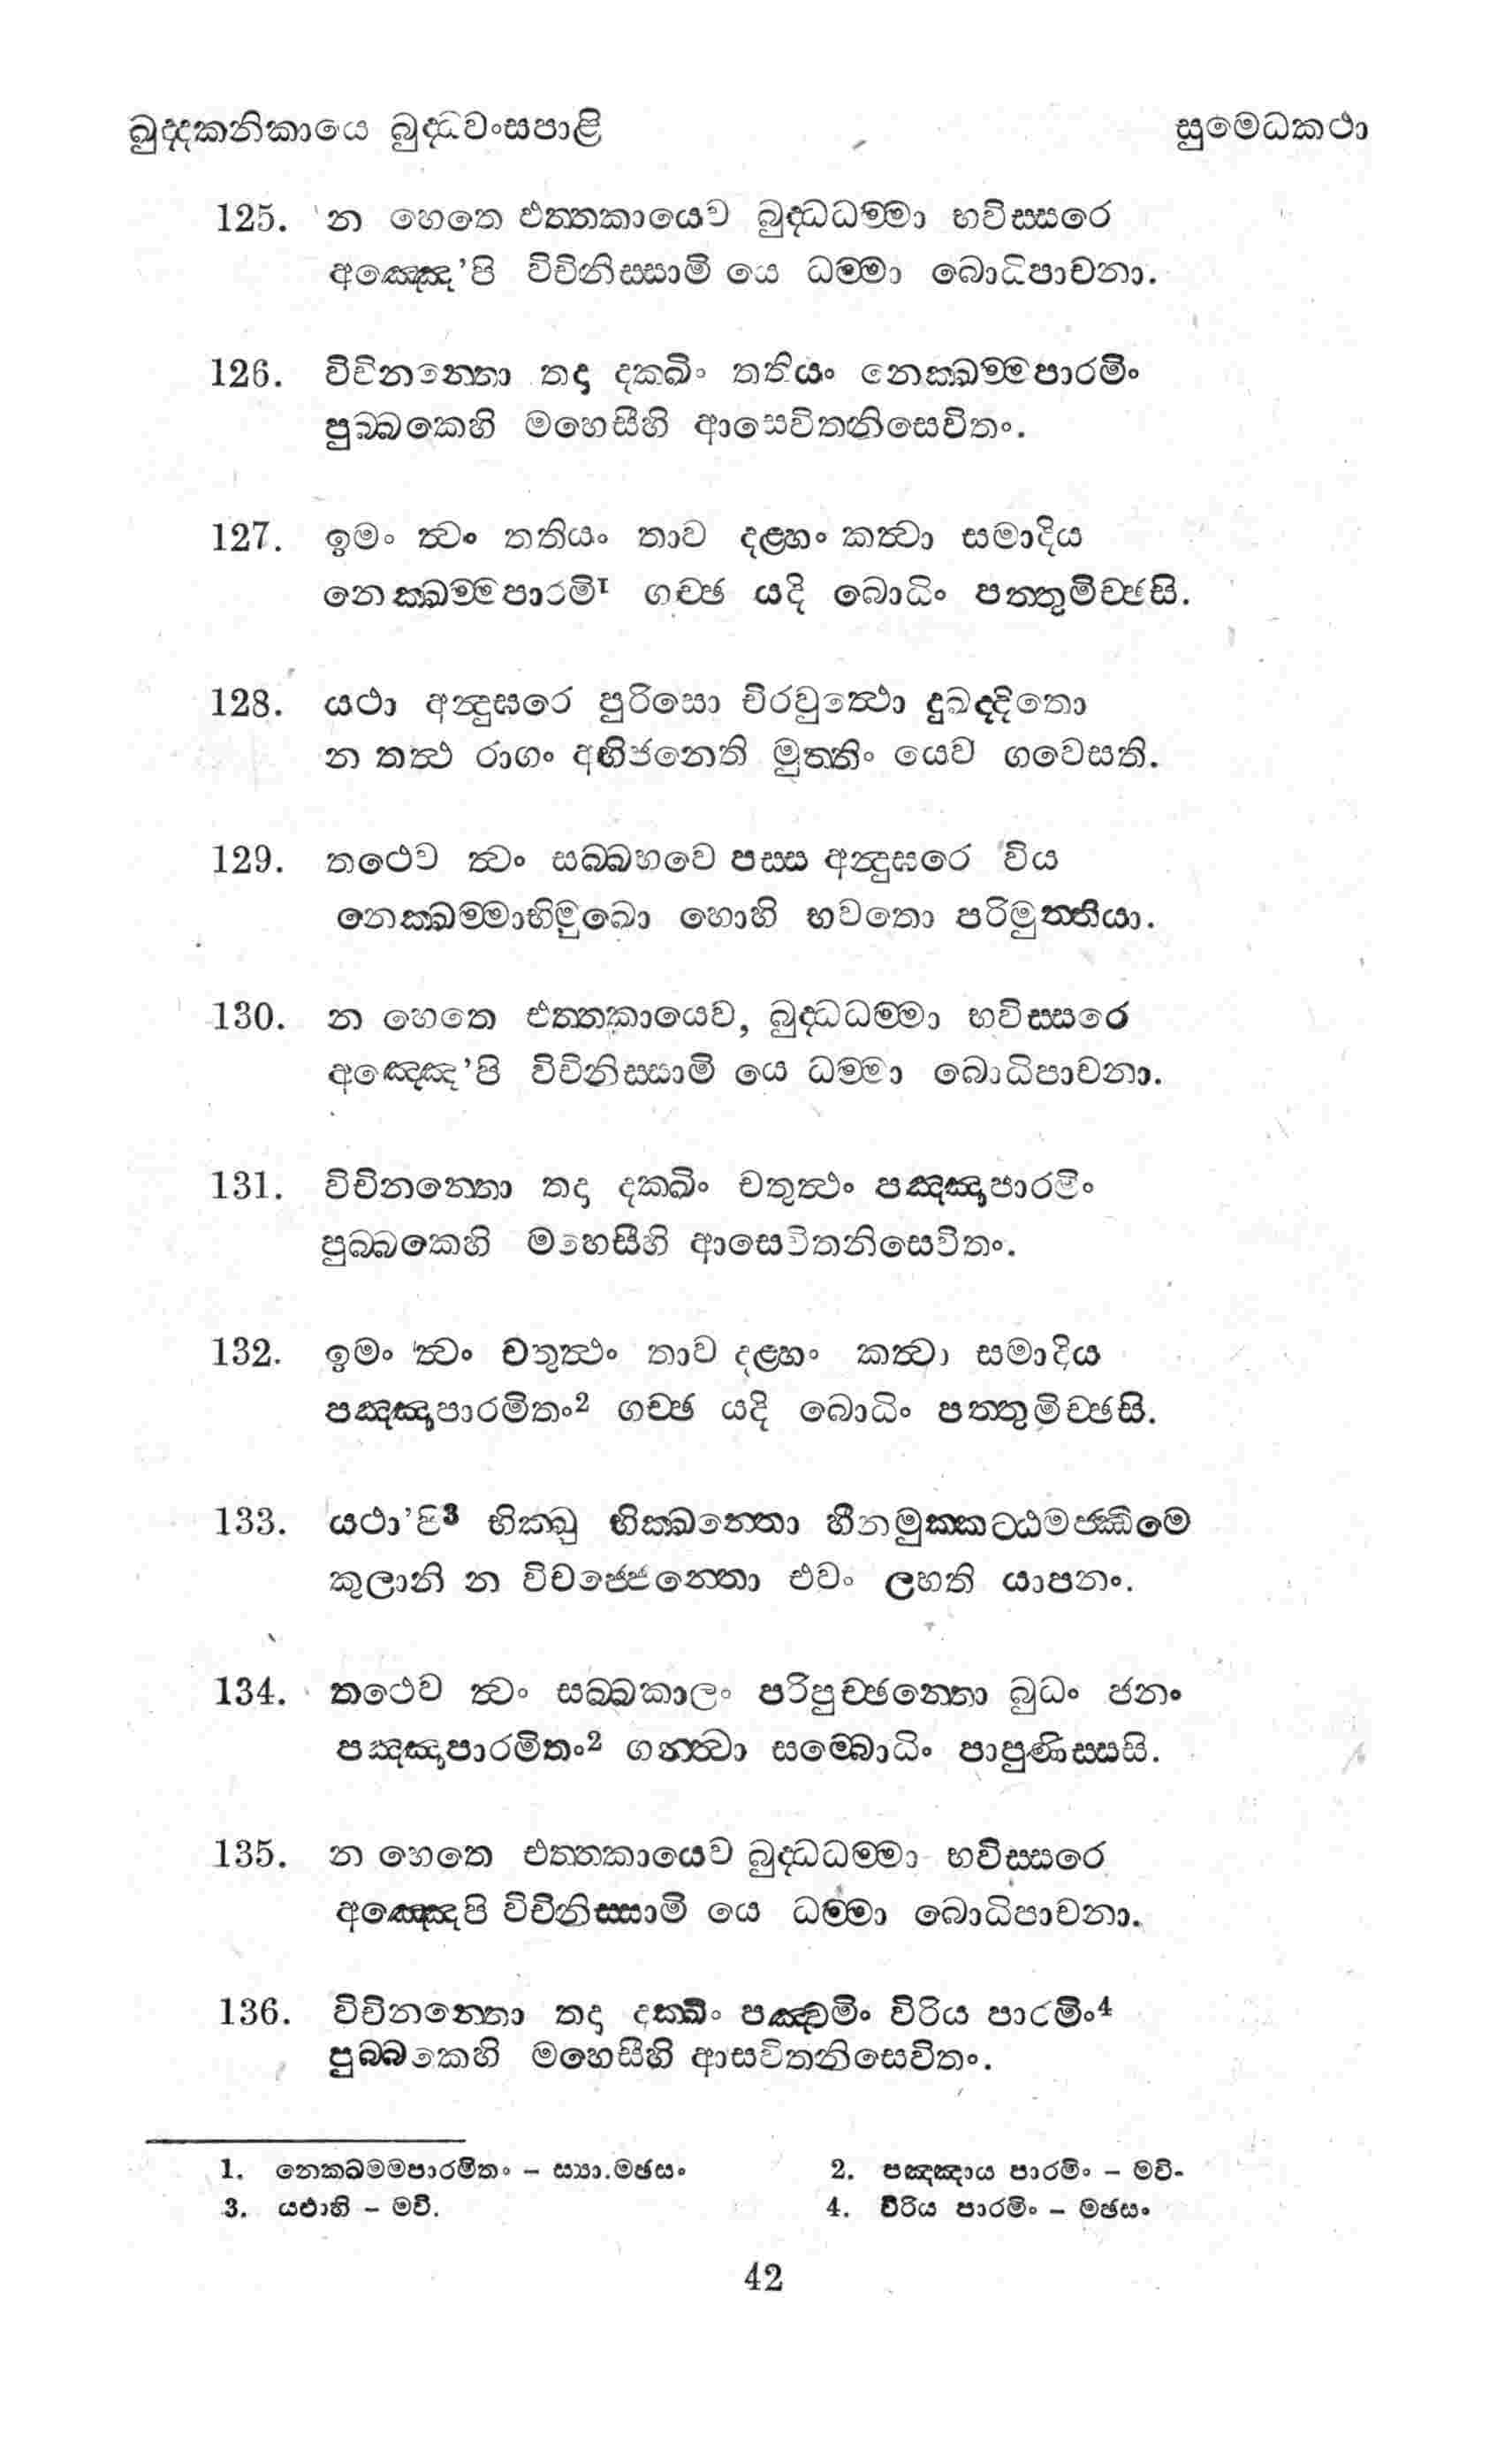 ඛුද්දකනිකායෙ බුද්ධවංසපාළි සුමෙධකථා
125. න හෙතෙ එත්තකායෙව බුද්ධධම්මා භවිස්සරෙ
අඤ්ඤෙ'පි විචිනිස්සාමි යෙ ධම්මා බොධිපාචනා.
126. විචිනන්තො තදා දක්ඛිං තතියං නෙක්ඛම්මපාරමිං
පුබ්බකෙහි මහෙසීහි ආසෙවිතනිසෙවිතං.
127. ඉමං ත්වං තතියං තාව දළ්හං කත්වා සමාදිය
නෙක්ඛම්මපාරමි¹ ගච්ඡ යදි බොධිං පත්තුමිච්ඡසි.
128. යථා අන්දුඝරෙ පුරිසො චිරවුත්ථො දුඛද්දිතො
න තත්ථ රාගං අභිජනෙති මුත්තිං යෙව ගවෙසති.
129. තථෙව ත්වං සබ්බභවෙ පස්ස අන්දුඝරෙ විය
නෙක්ඛම්මාභිමුඛො හොහි භවතො පරිමුත්තියා.
130. න හෙතෙ එත්තකායෙව, බුද්ධධම්මා භවිස්සරෙ
අඤ්ඤෙ'පි විචිනිස්සාමි යෙ ධම්මා බොධිපාචනා.
131. විචිනන්තො තදා දක්ඛිං චතුත්ථං පඤ්ඤාපාරමිං
පුබ්බකෙහි මහෙසීහි ආසෙවිතනිසෙවිතං.
132. ඉමං ත්වං චතුත්ථං තාව දළ්හං කත්වා සමාදිය
පඤ්ඤාපාරමිතං² ගච්ඡ යදි බොධිං පත්තුමිච්ඡසි.
133. යථා'පි³ භික්ඛු භික්ඛන්තො හීනමුක්කට්ඨමජ්ඣිමෙ
කුලානි න විවජ්ජෙන්තො එවං ලභති යාපනං.
134. තථෙව ත්වං සබ්බකාලං පරිපුච්ඡන්තො බුධං ජනං
පඤ්ඤාපාරමිතං² ගන්ත්වා සම්බොධිං පාපුණිස්සසි.
135. න හෙතෙ එත්තකායෙව බුද්ධධම්මා භවිස්සරෙ
අඤ්ඤෙපි විචිනිස්සාමි යෙ ධම්මා බොධිපාචනා.
136. විචිනන්තො තදා දක්ඛිං පඤ්චමිං විරිය පාරමිං⁴
පුබ්බකෙහි මහෙසීහි ආසවිතනිසෙවිතං.
1. නෙක්ඛම්මපාරමිතං – ස්‍යා.මඡසං 2. පඤ්ඤාය පාරමිං – මවි.
3. යථාහි – මවි. 4. වීරිය පාරමිං – මඡසං
42